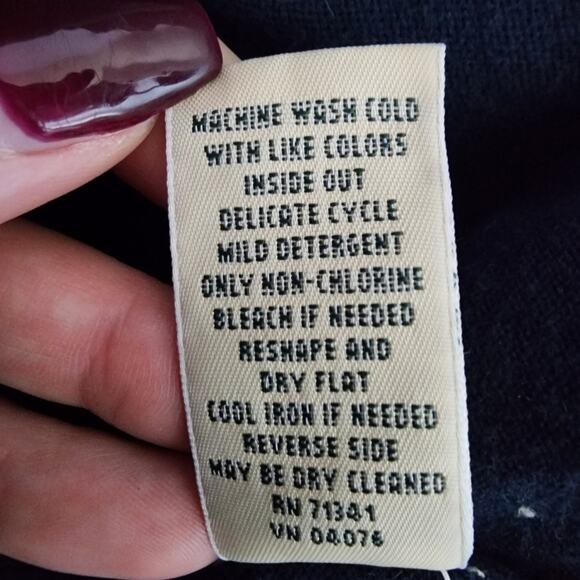 MACHINE WASH COLD
WITH LIKE COLORS
INSIDE OUT
DELICATE CYCLE
MILD DETERGENT
ONLY NON-CHLORINE
BLEACH IF NEEDED
RESHAPE AND
DRY FLAT
COOL IRON IF NEEDED
REVERSE SIDE
MAY BE DRY CLEANED
RN 71341
VN 04076